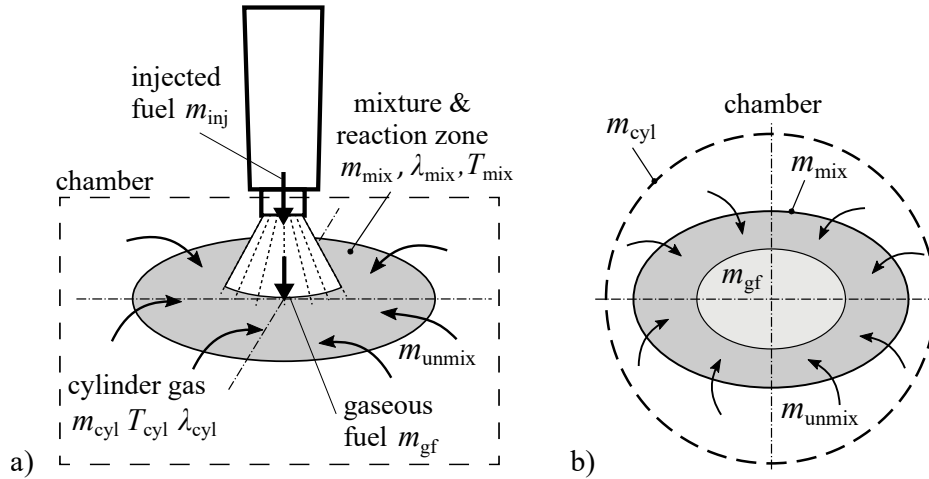 injected
fuel m_inj
mixture &
reaction zone
m_mix, λ_mix, T_mix
chamber
m_unmix
cylinder gas
m_cyl T_cyl λ_cyl
gaseous
fuel m_gf
a)
chamber
m_cyl
m_mix
m_gf
m_unmix
b)